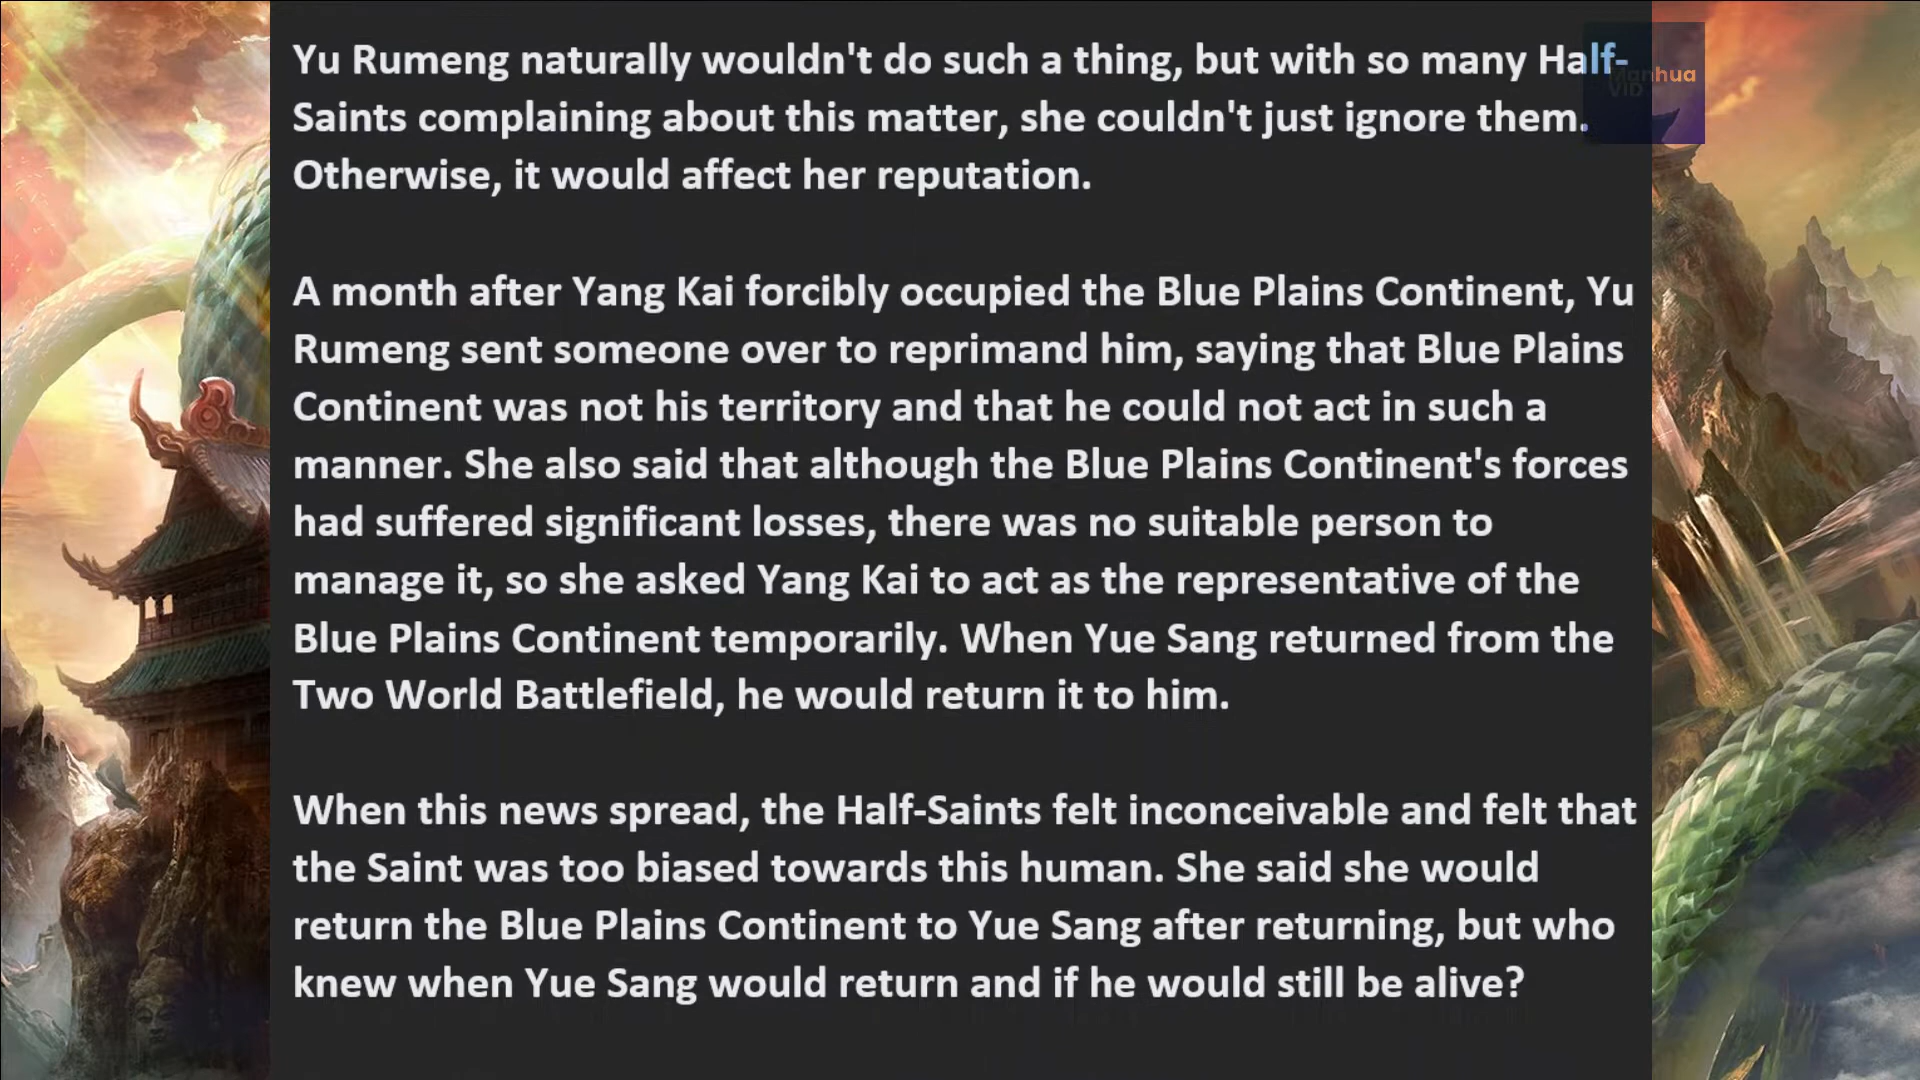 Yu Rumeng naturally wouldn't do such a thing, but with so many Half-
Saints complaining about this matter, she couldn't just ignore them.
Otherwise, it would affect her reputation.
A month after Yang Kai forcibly occupied the Blue Plains Continent, Yu
Rumeng sent someone over to reprimand him, saying that Blue Plains
Continent was not his territory and that he could not act in such a
manner. She also said that although the Blue Plains Continent's forces
had suffered significant losses, there was no suitable person to
manage it, so she asked Yang Kai to act as the representative of the
Blue Plains Continent temporarily. When Yue Sang returned from the
Two World Battlefield, he would return it to him.
When this news spread, the Half-Saints felt inconceivable and felt that
the Saint was too biased towards this human. She said she would
return the Blue Plains Continent to Yue Sang after returning, but who
knew when Yue Sang would return and if he would still be alive?
Manhua
VID